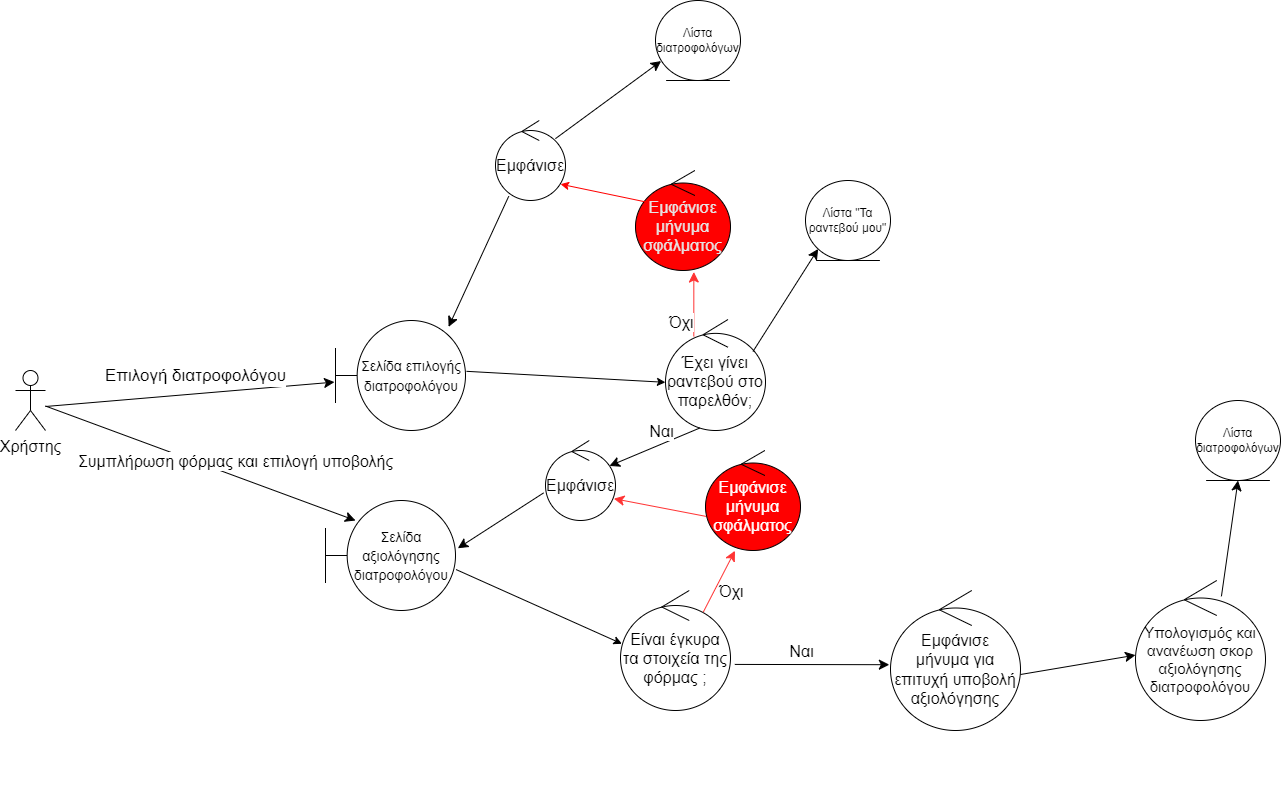 Λίστα
διατροφολόγων
Εμφάνισε
Εμφάνισε
μήνυμα
σφάλματος
Λίστα "Τα
ραντεβού μου"
Όχι
Έχει γίνει
ραντεβού στο
παρελθόν;
Σελίδα επιλογής
διατροφολόγου
Επιλογή διατροφολόγου
Χρήστης
Ναι
Συμπλήρωση φόρμας και επιλογή υποβολής
Εμφάνισε
Εμφάνισε
μήνυμα
σφάλματος
Λίστα
διατροφολόγων
Σελίδα
αξιολόγησης
διατροφολόγου
Όχι
Είναι έγκυρα
τα στοιχεία της
φόρμας ;
Ναι
Εμφάνισε
μήνυμα για
επιτυχή υποβολή
αξιολόγησης
Υπολογισμός και
ανανέωση σκορ
αξιολόγησης
διατροφολόγου